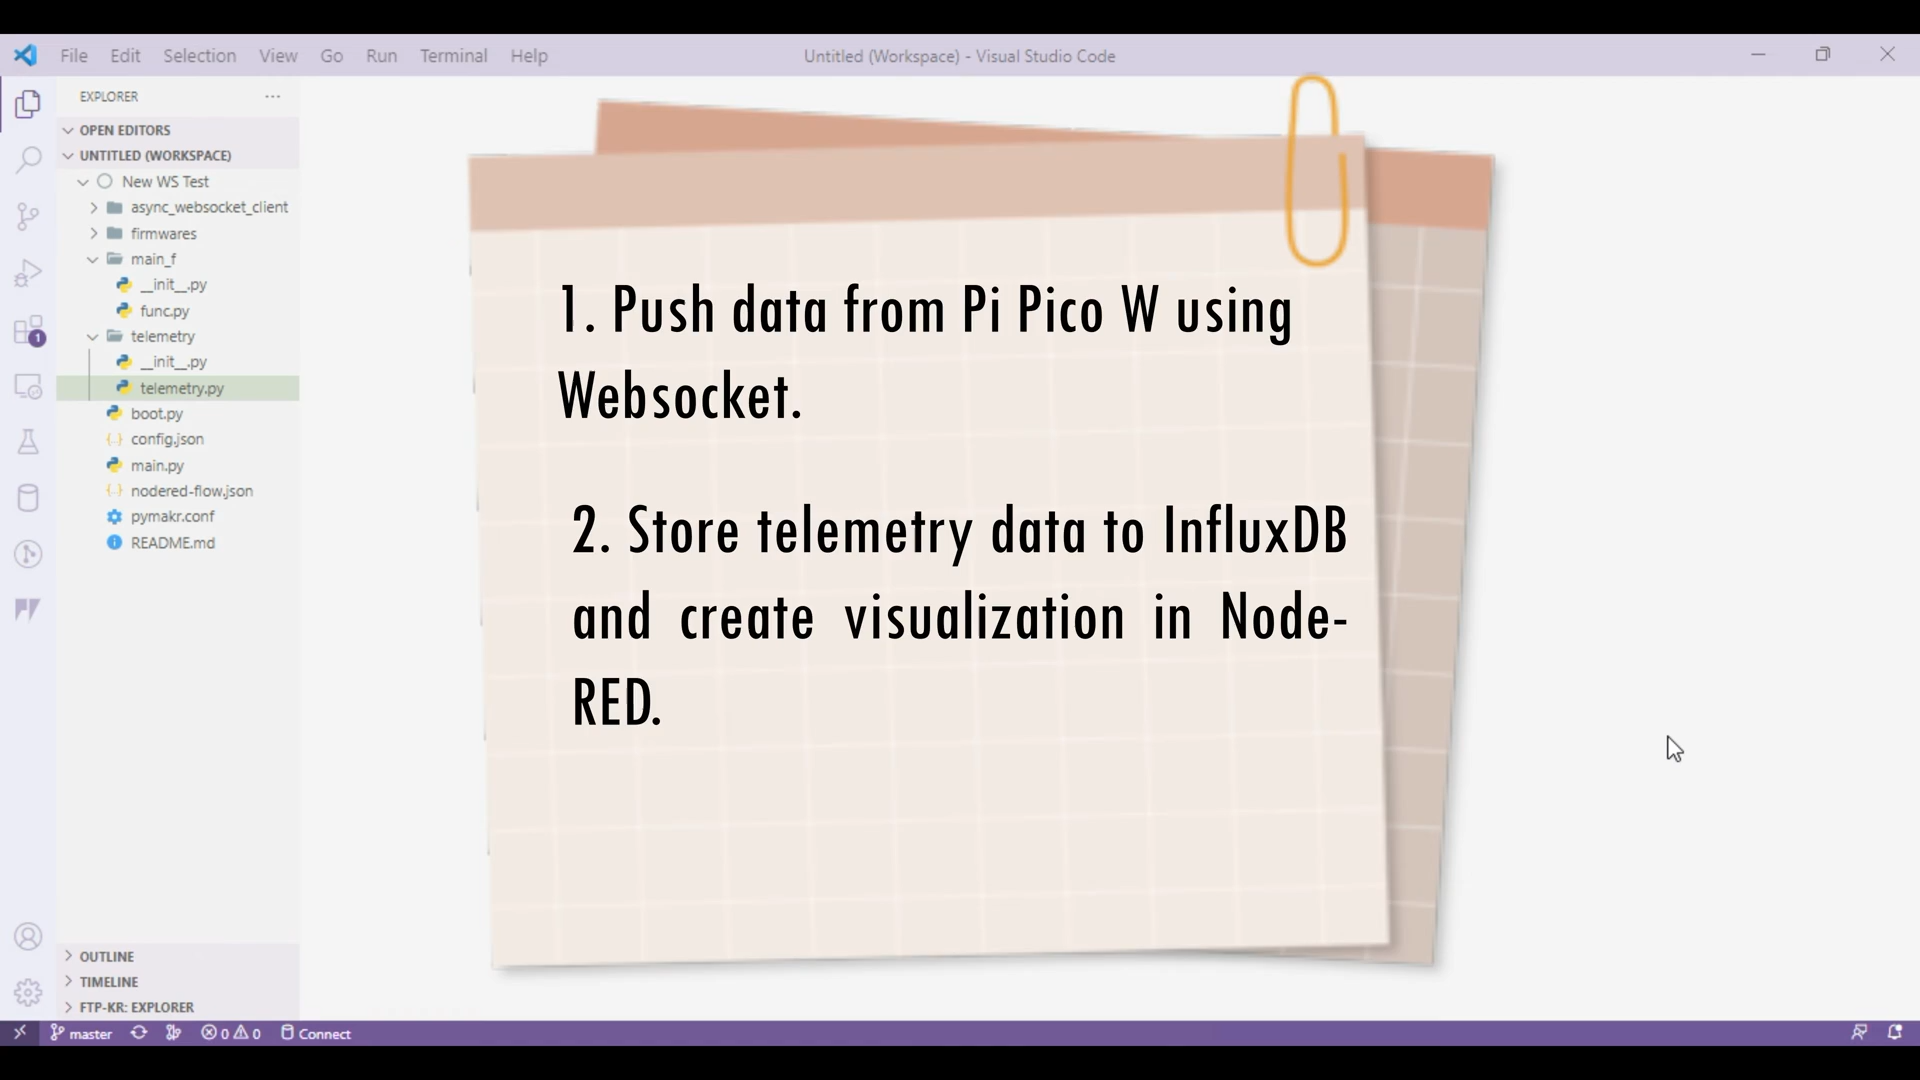 File Edit Selection View Go Run Terminal Help
Untitled (Workspace) - Visual Studio Code
EXPLORER
OPEN EDITORS
UNTITLED (WORKSPACE)
New WS Test
async_websocket_client
firmwares
main_f
__init__.py
func.py
telemetry
__init__.py
telemetry.py
boot.py
config.json
main.py
nodered-flow.json
pymakr.conf
README.md
1. Push data from Pi Pico W using
Websocket.
2. Store telemetry data to InfluxDB
and create visualization in Node-
RED.
1
OUTLINE
TIMELINE
FTP-KR: EXPLORER
master 0 0 Connect